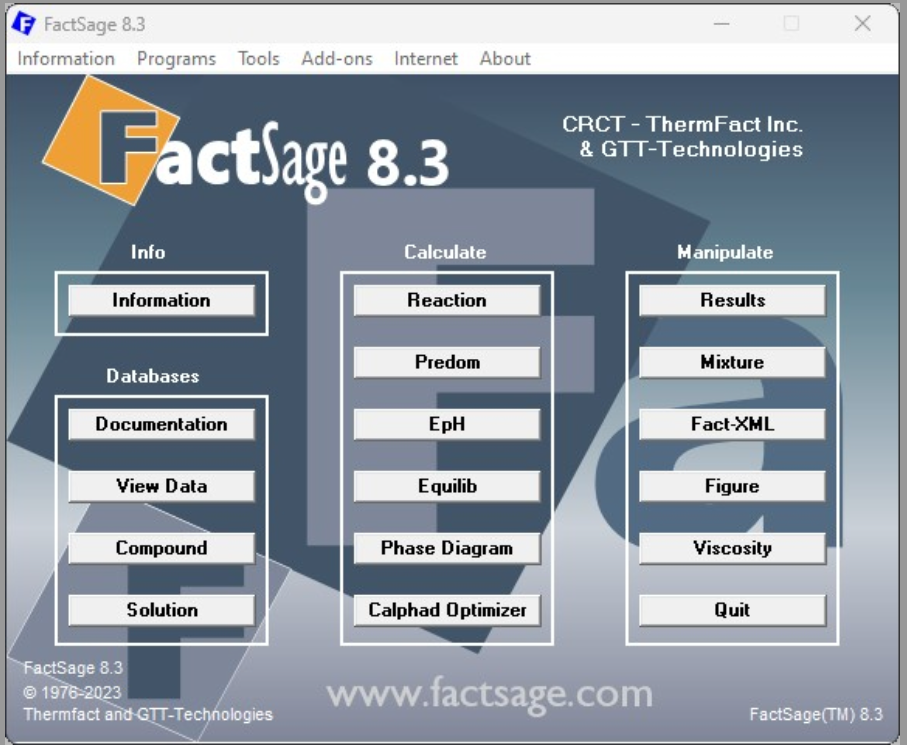 FactSage 8.3
Information Programs Tools Add-ons Internet About
FactSage 8.3
CRCT - ThermFact Inc.
& GTT-Technologies
Info
Information
Databases
Documentation
View Data
Compound
Solution
Calculate
Reaction
Predom
EpH
Equilib
Phase Diagram
Calphad Optimizer
Manipulate
Results
Mixture
Fact-XML
Figure
Viscosity
Quit
FactSage 8.3
© 1976-2023
Thermfact and GTT-Technologies
www.factsage.com
FactSage(TM) 8.3